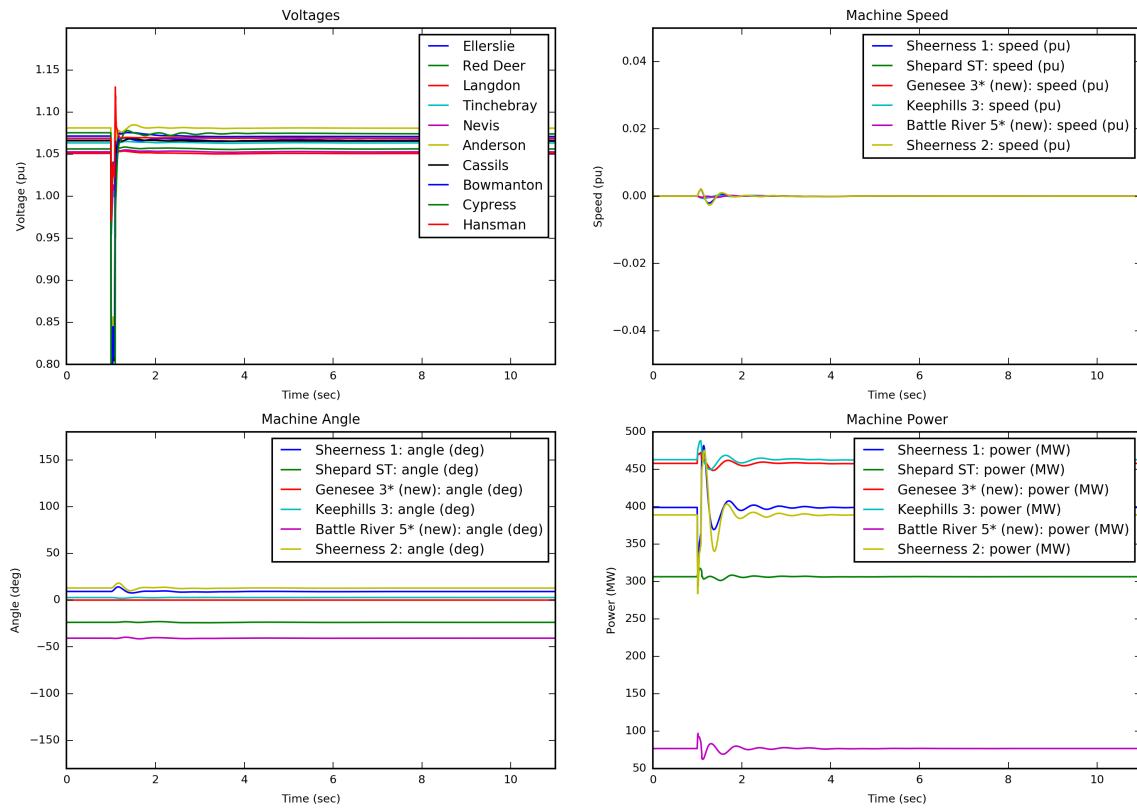 Voltages
1.15
1.10
1.05
1.00
0.95
0.90
0.85
0.80
Voltage (pu)
Ellerslie
Red Deer
Langdon
Tinchebray
Nevis
Anderson
Cassils
Bowmanton
Cypress
Hansman
0 2 4 6 8 10
Time (sec)
Machine Speed
0.04
0.02
0.00
−0.02
−0.04
Speed (pu)
Sheerness 1: speed (pu)
Shepard ST: speed (pu)
Genesee 3* (new): speed (pu)
Keephills 3: speed (pu)
Battle River 5* (new): speed (pu)
Sheerness 2: speed (pu)
0 2 4 6 8 10
Time (sec)
Machine Angle
150
100
50
0
−50
−100
−150
Angle (deg)
Sheerness 1: angle (deg)
Shepard ST: angle (deg)
Genesee 3* (new): angle (deg)
Keephills 3: angle (deg)
Battle River 5* (new): angle (deg)
Sheerness 2: angle (deg)
0 2 4 6 8 10
Time (sec)
Machine Power
500
450
400
350
300
250
200
150
100
50
Power (MW)
Sheerness 1: power (MW)
Shepard ST: power (MW)
Genesee 3* (new): power (MW)
Keephills 3: power (MW)
Battle River 5* (new): power (MW)
Sheerness 2: power (MW)
0 2 4 6 8 10
Time (sec)